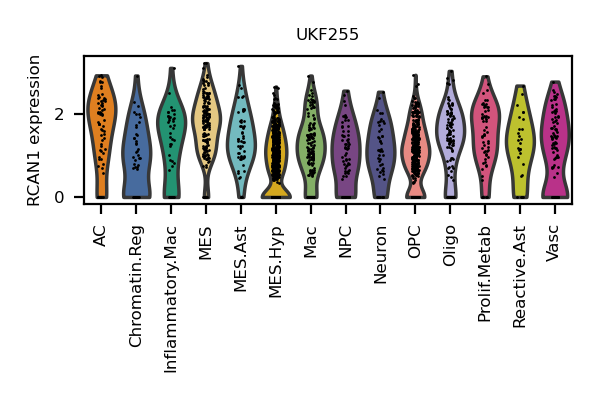 UKF255
RCAN1 expression
2
0
AC
Chromatin.Reg
Inflammatory.Mac
MES
MES.Ast
MES.Hyp
Mac
NPC
Neuron
OPC
Oligo
Prolif.Metab
Reactive.Ast
Vasc